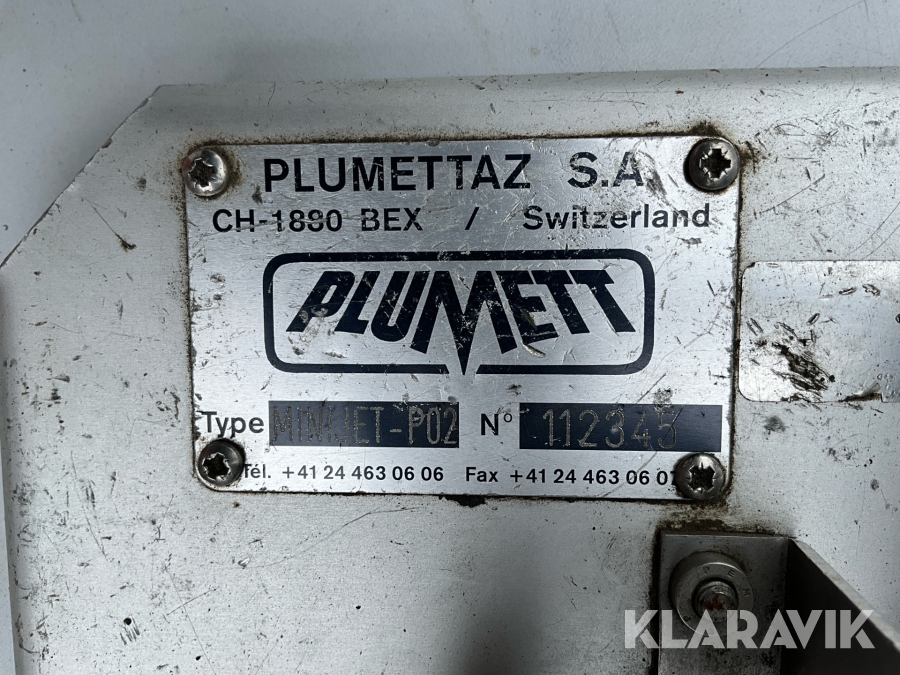 PLUMETTAZ S.A
CH-1880 BEX / Switzerland
PLUMETT
Type MINIJET-P02 N° 112345
Tél. +41 24 463 06 06 Fax +41 24 463 06 07
KLARAVIK